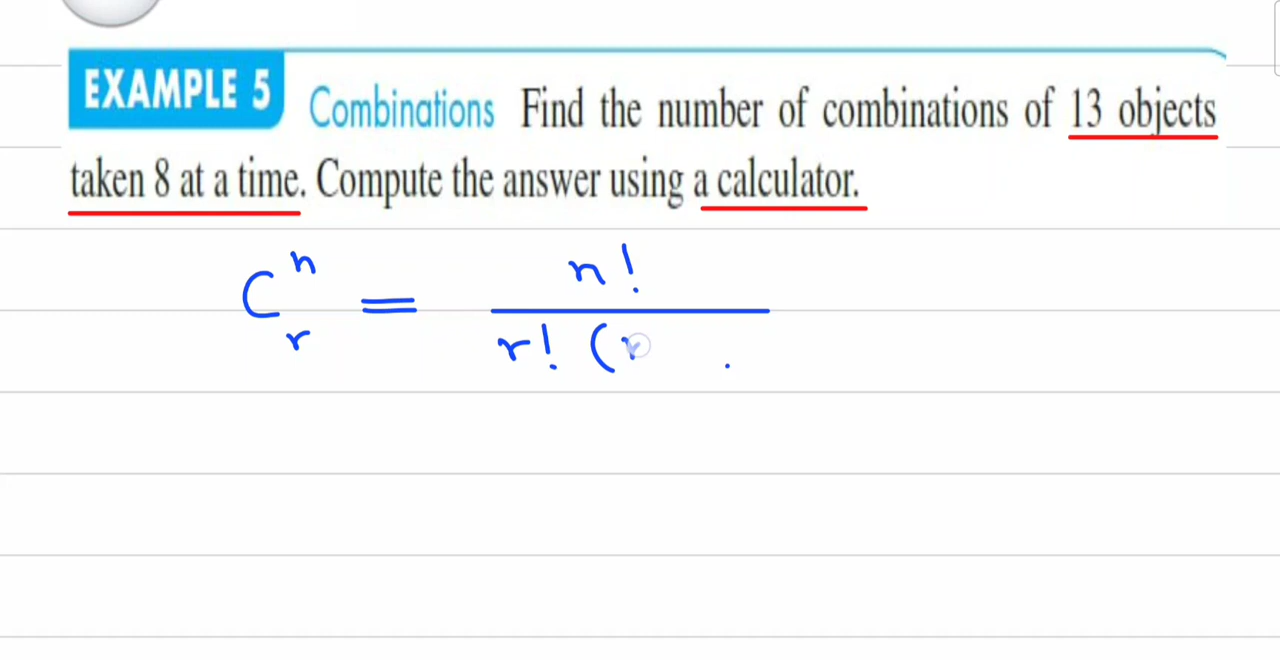 EXAMPLE 5 Combinations Find the number of combinations of 13 objects
taken 8 at a time. Compute the answer using a calculator.
C^n_r = n! / r! (